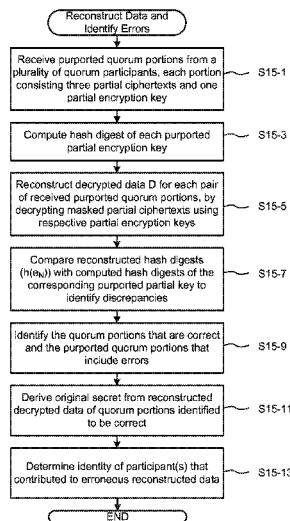 Reconstruct Data and
Identify Errors
Receive purported quorum portions from a
plurality of quorum participants, each portion
consisting three partial ciphertexts and one
partial encryption key
S15-1
Compute hash digest of each purported
partial encryption key
S15-3
Reconstruct decrypted data D for each pair
of received purported quorum portions, by
decrypting masked partial ciphertexts using
respective partial encryption keys
S15-5
Compare reconstructed hash digests
(h(eN)) with computed hash digests of the
corresponding purported partial key to
identify discrepancies
S15-7
Identify the quorum portions that are correct
and the purported quorum portions that
include errors
S15-9
Derive original secret from reconstructed
decrypted data of quorum portions identified
to be correct
S15-11
Determine identity of participant(s) that
contributed to erroneous reconstructed data
S15-13
END